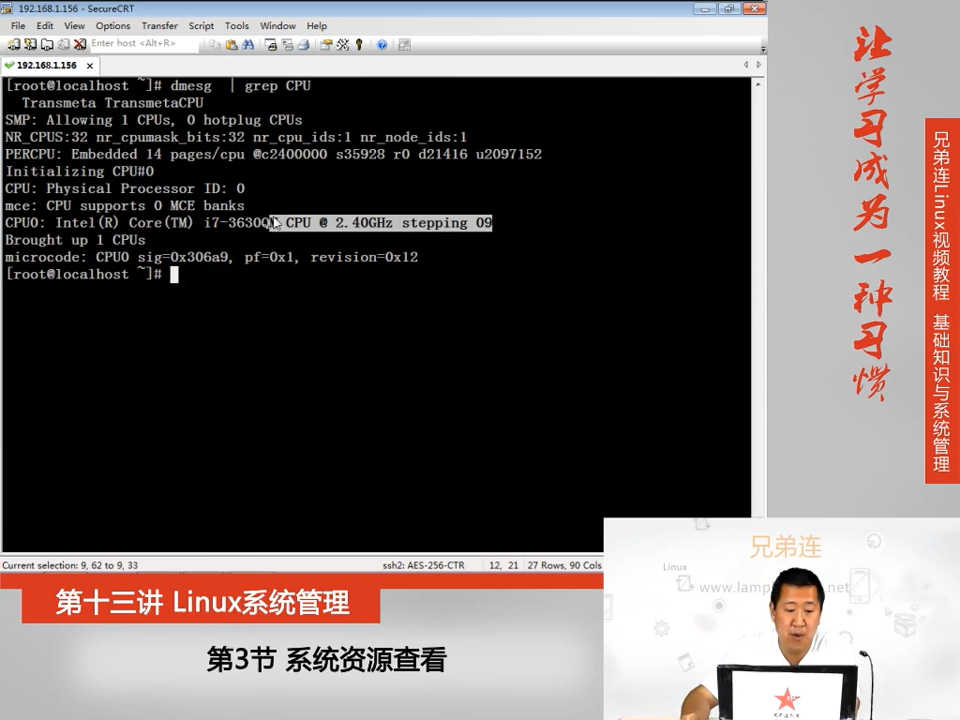 192.168.1.156 - SecureCRT
File Edit View Options Transfer Script Tools Window Help
Enter host <Alt+R>
192.168.1.156
[root@localhost ~]# dmesg | grep CPU
Transmeta TransmetaCPU
SMP: Allowing 1 CPUs, 0 hotplug CPUs
NR_CPUS:32 nr_cpumask_bits:32 nr_cpu_ids:1 nr_node_ids:1
PERCPU: Embedded 14 pages/cpu @c2400000 s35928 r0 d21416 u2097152
Initializing CPU#0
CPU: Physical Processor ID: 0
mce: CPU supports 0 MCE banks
CPU0: Intel(R) Core(TM) i7-3630 CPU @ 2.40GHz stepping 09
Brought up 1 CPUs
microcode: CPU0 sig=0x306a9, pf=0x1, revision=0x12
[root@localhost ~]#
Current selection: 9, 62 to 9, 33
ssh2: AES-256-CTR
12, 21
27 Rows, 90 Cols
让学习成为一种习惯
兄弟连Linux视频教程 基础知识与系统管理
兄弟连
Linux
www.lamp
net
第十三讲 Linux系统管理
第3节 系统资源查看